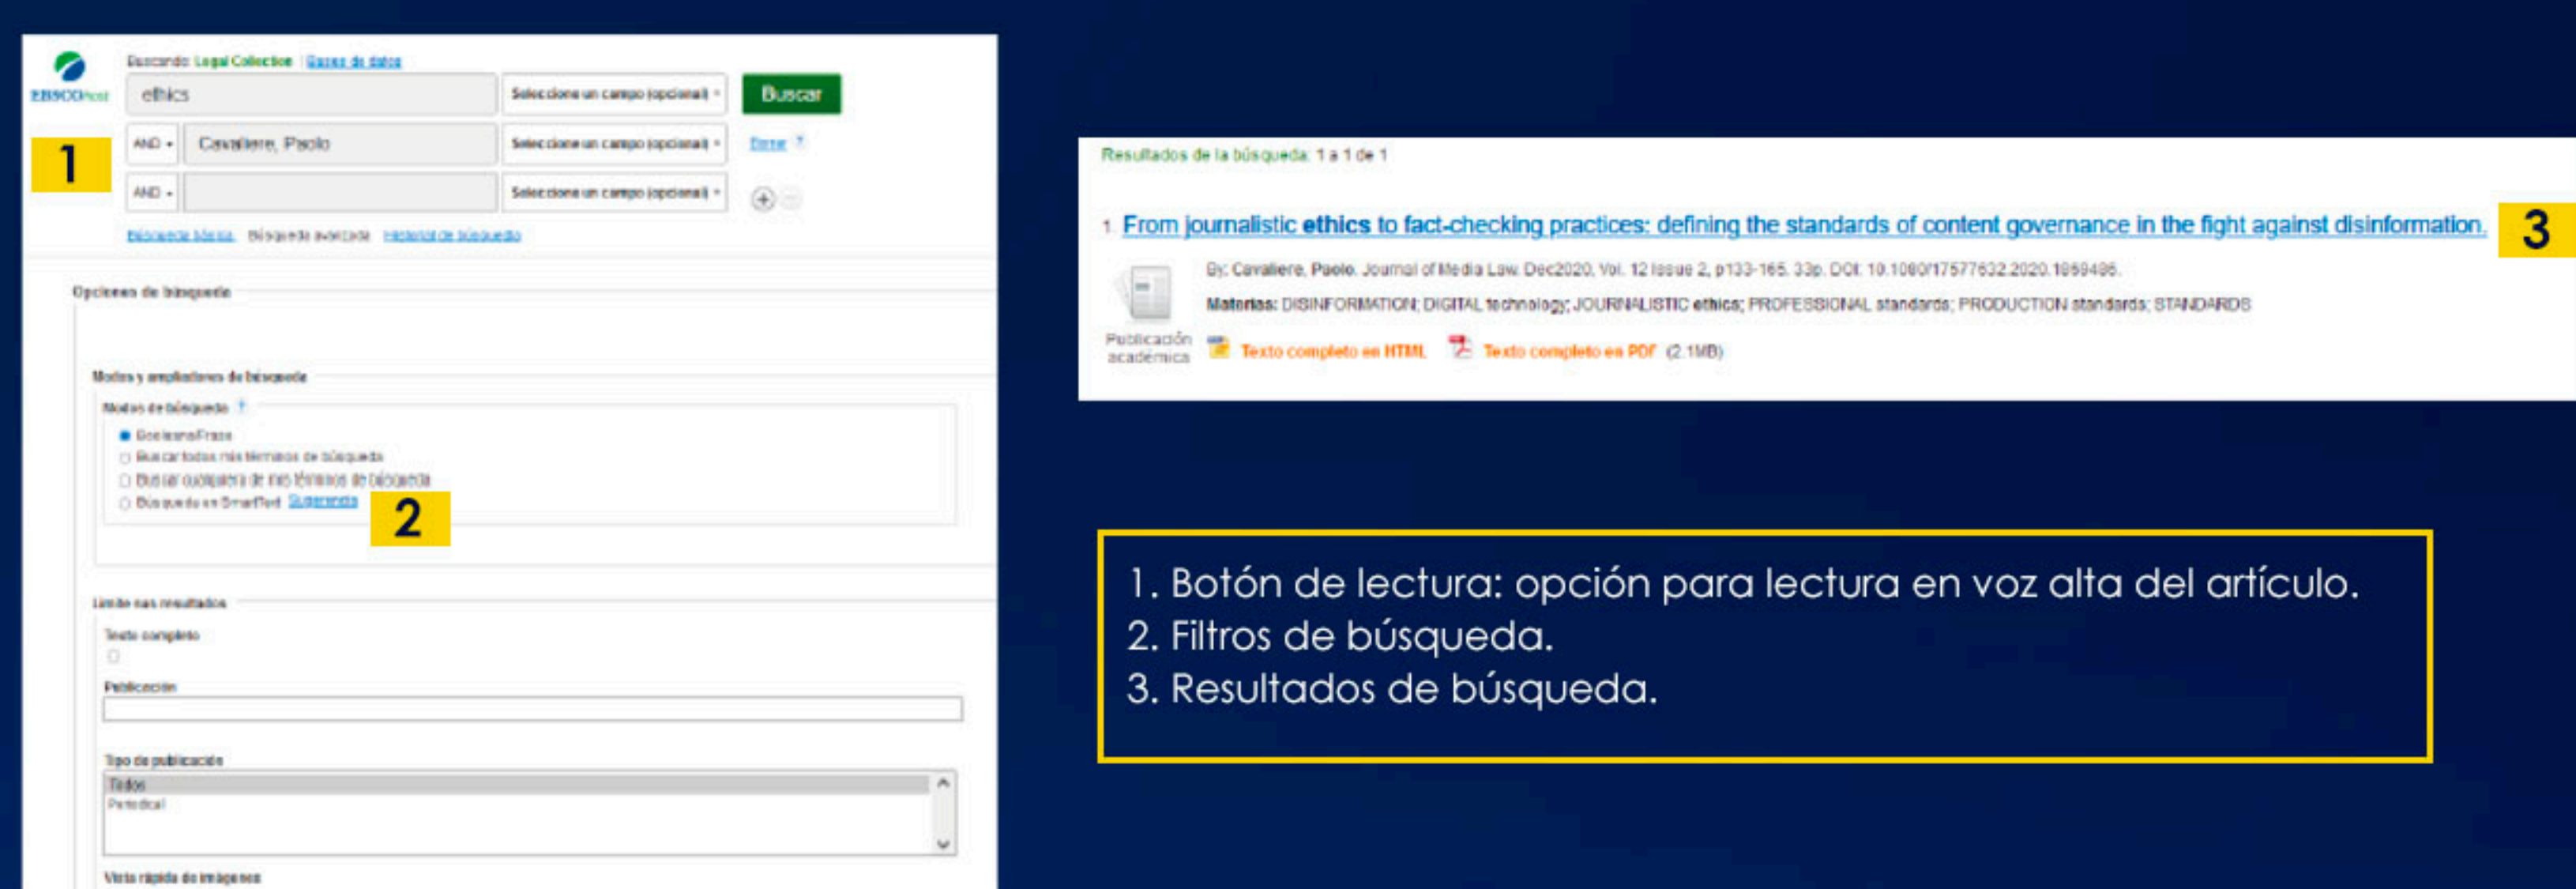 Buscando: Legal Collection | Bases de datos
EBSCOhost
ethics
Seleccione un campo (opcional)
Buscar
1
AND
Cavaliere, Paolo
Seleccione un campo (opcional)
Borrar ?
AND
Seleccione un campo (opcional)
Búsqueda básica Búsqueda avanzada Historial de búsqueda
Opciones de búsqueda
Modos y ampliadores de búsqueda
Modos de búsqueda ?
Booleano/Frase
Buscar todos mis términos de búsqueda
Buscar cualquiera de mis términos de búsqueda
Búsqueda en SmartText Sugerencia
2
Limite sus resultados
Texto completo
Publicación
Tipo de publicación
Todos
Periodical
Vista rápida de imágenes
Resultados de la búsqueda: 1 a 1 de 1
1. From journalistic ethics to fact-checking practices: defining the standards of content governance in the fight against disinformation.
3
By: Cavaliere, Paolo. Journal of Media Law. Dec2020, Vol. 12 Issue 2, p133-165. 33p. DOI: 10.1080/17577632.2020.1869486.
Materias: DISINFORMATION; DIGITAL technology; JOURNALISTIC ethics; PROFESSIONAL standards; PRODUCTION standards; STANDARDS
Publicación
académica
Texto completo en HTML Texto completo en PDF (2.1MB)
1. Botón de lectura: opción para lectura en voz alta del artículo.
2. Filtros de búsqueda.
3. Resultados de búsqueda.